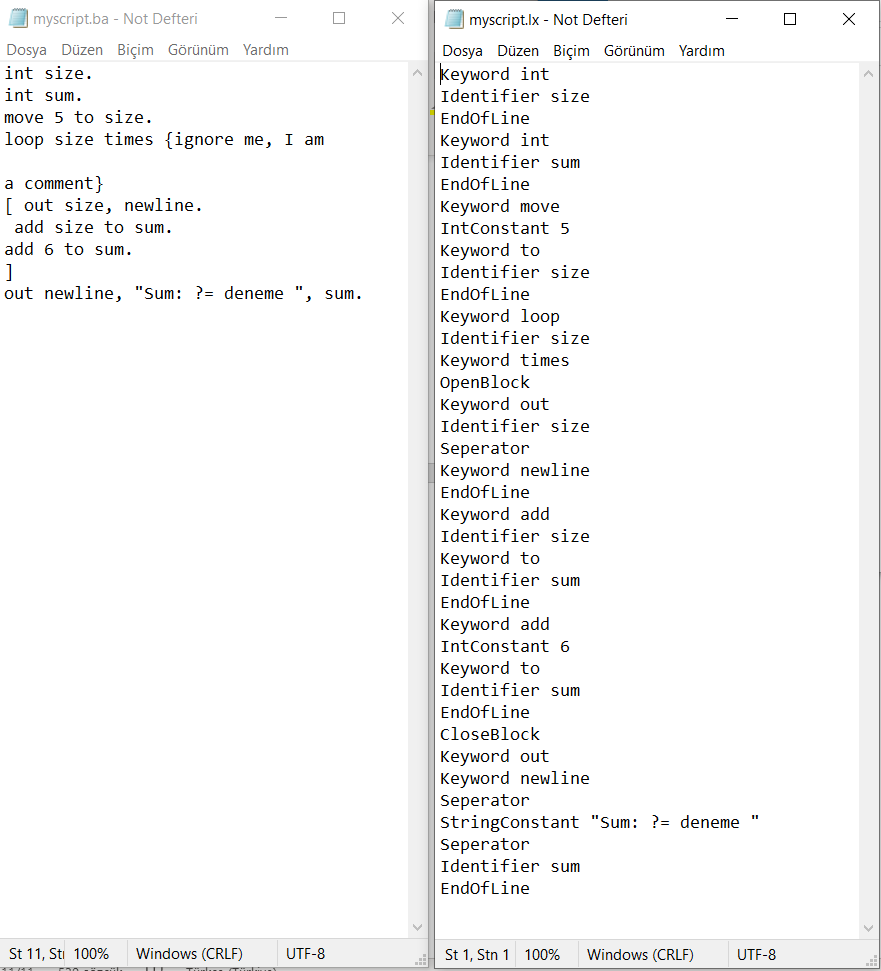 myscript.ba - Not Defteri
Dosya Düzen Biçim Görünüm Yardım
int size.
int sum.
move 5 to size.
loop size times {ignore me, I am
a comment}
[ out size, newline.
add size to sum.
add 6 to sum.
]
out newline, "Sum: ?= deneme ", sum.
St 11, Str
100%
Windows (CRLF)
UTF-8
myscript.lx - Not Defteri
Dosya Düzen Biçim Görünüm Yardım
Keyword int
Identifier size
EndOfLine
Keyword int
Identifier sum
EndOfLine
Keyword move
IntConstant 5
Keyword to
Identifier size
EndOfLine
Keyword loop
Identifier size
Keyword times
OpenBlock
Keyword out
Identifier size
Seperator
Keyword newline
EndOfLine
Keyword add
Identifier size
Keyword to
Identifier sum
EndOfLine
Keyword add
IntConstant 6
Keyword to
Identifier sum
EndOfLine
CloseBlock
Keyword out
Keyword newline
Seperator
StringConstant "Sum: ?= deneme "
Seperator
Identifier sum
EndOfLine
St 1, Stn 1
100%
Windows (CRLF)
UTF-8